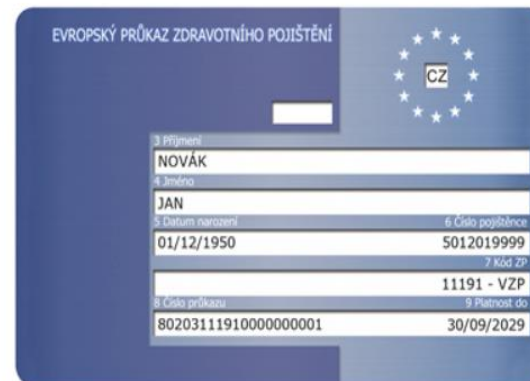 EVROPSKÝ PRŮKAZ ZDRAVOTNÍHO POJIŠTĚNÍ
CZ
3 Příjmení
NOVÁK
4 Jméno
JAN
5 Datum narození 6 Číslo pojištěnce
01/12/1950 5012019999
7 Kód ZP
11191 - VZP
8 Číslo průkazu 9 Platnost do
80203111910000000001 30/09/2029